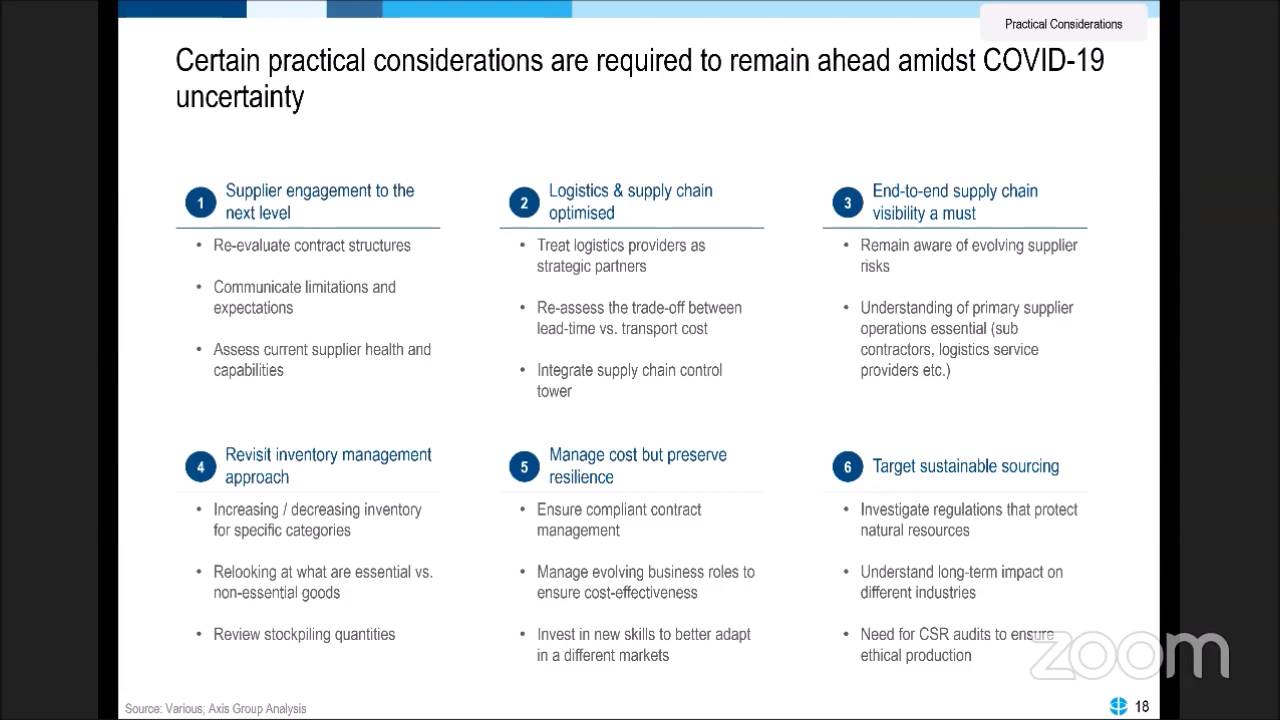 Practical Considerations
Certain practical considerations are required to remain ahead amidst COVID-19
uncertainty
1
Supplier engagement to the
next level
• Re-evaluate contract structures
• Communicate limitations and
expectations
• Assess current supplier health and
capabilities
2
Logistics & supply chain
optimised
• Treat logistics providers as
strategic partners
• Re-assess the trade-off between
lead-time vs. transport cost
• Integrate supply chain control
tower
3
End-to-end supply chain
visibility a must
• Remain aware of evolving supplier
risks
• Understanding of primary supplier
operations essential (sub
contractors, logistics service
providers etc.)
4
Revisit inventory management
approach
• Increasing / decreasing inventory
for specific categories
• Relooking at what are essential vs.
non-essential goods
• Review stockpiling quantities
5
Manage cost but preserve
resilience
• Ensure compliant contract
management
• Manage evolving business roles to
ensure cost-effectiveness
• Invest in new skills to better adapt
in a different markets
6
Target sustainable sourcing
• Investigate regulations that protect
natural resources
• Understand long-term impact on
different industries
• Need for CSR audits to ensure
ethical production
zoom
Source: Various; Axis Group Analysis
18